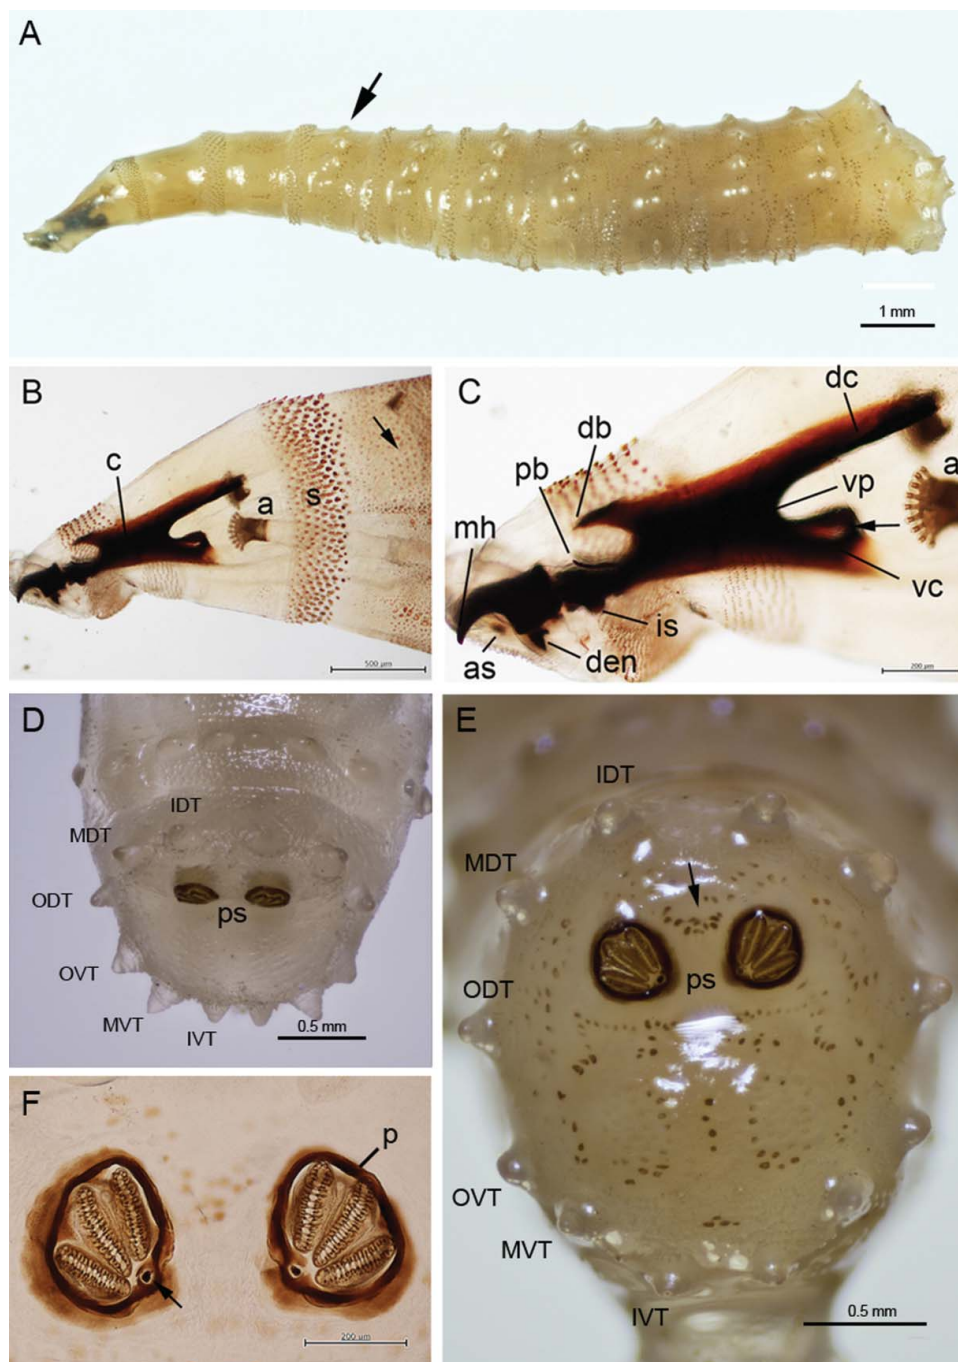 A
1 mm
B
c
a
s
500 µm
C
dc
db
pb
a
vp
mh
vc
is
as
den
200 µm
D
IDT
MDT
ODT
ps
OVT
MVT
IVT
0.5 mm
E
IDT
MDT
ODT
ps
OVT
MVT
IVT
0.5 mm
F
p
200 µm